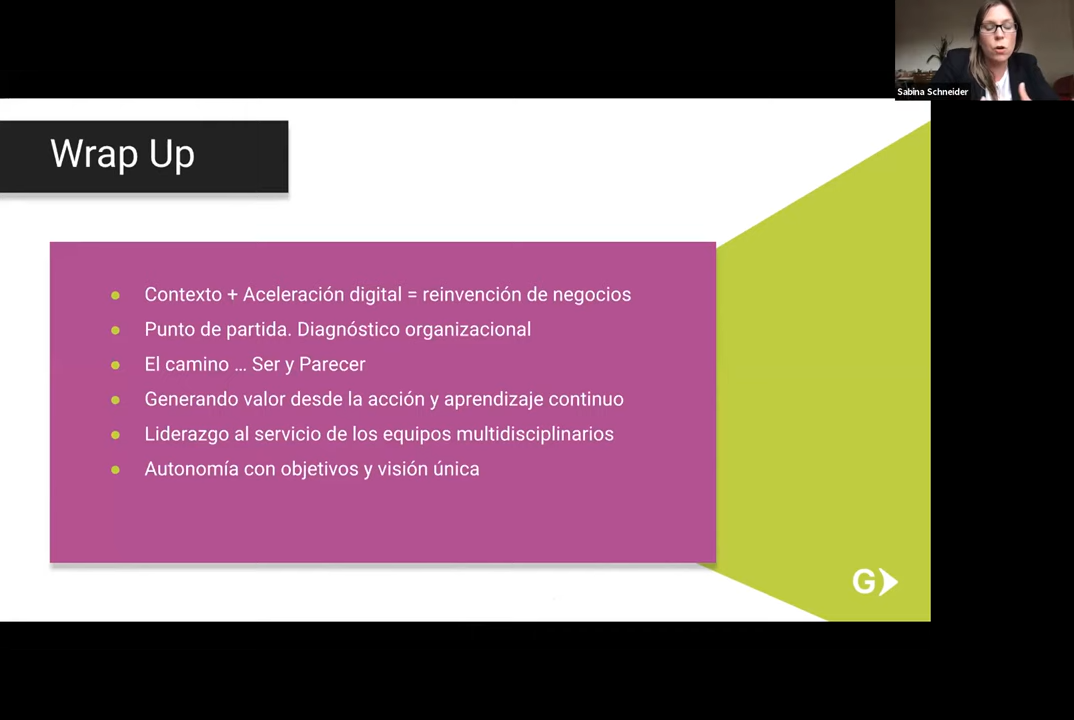 Sabina Schneider
Wrap Up
Contexto + Aceleración digital = reinvención de negocios
Punto de partida. Diagnóstico organizacional
El camino ... Ser y Parecer
Generando valor desde la acción y aprendizaje continuo
Liderazgo al servicio de los equipos multidisciplinarios
Autonomía con objetivos y visión única
G